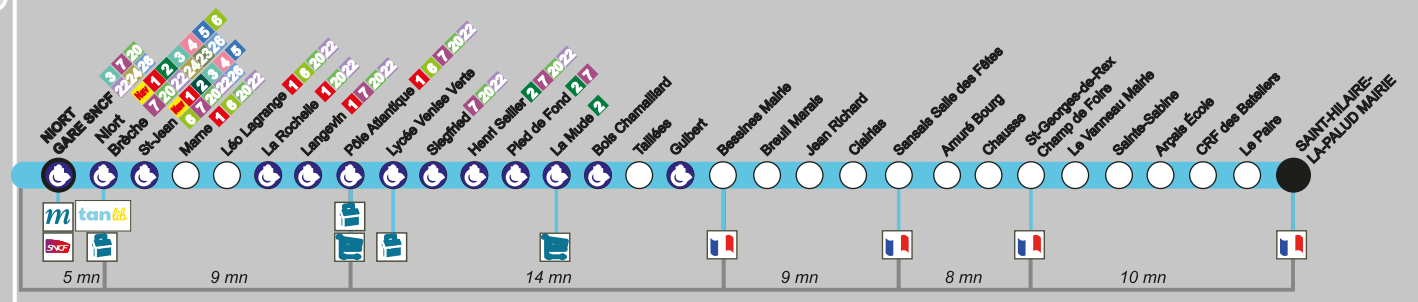 NIORT
GARE SNCF
3 7 20
22 24 26
Niort
Brèche
Nav 1 2 3 4 5 6
7 20 22 24 23 26
St-Jean
Nav 1 2 3 4 5
6 7 20 22 26
Marne 1 6 20 22
Léo Lagrange 1 6 20 22
La Rochelle 1 20 22
Langevin 1 7 20 22
Pôle Atlantique 1 6 7 20 22
Lycée Venise Verte
Siegfried 7 20 22
Henri Sellier 2 7 20 22
Pied de Fond 2 7
La Mude 2
Bois Chamaillard
Taillées
Guibert
Bessines Mairie
Breuil Marais
Jean Richard
Clairias
Sansais Salle des Fêtes
Amuré Bourg
Chausse
St-Georges-de-Rex
Champ de Foire
Le Vanneau Mairie
Sainte-Sabine
Arçais École
CRF des Bateliers
Le Paire
SAINT-HILAIRE-
LA-PALUD MAIRIE
m
tanlib.
SNCF
5 mn
9 mn
14 mn
9 mn
8 mn
10 mn